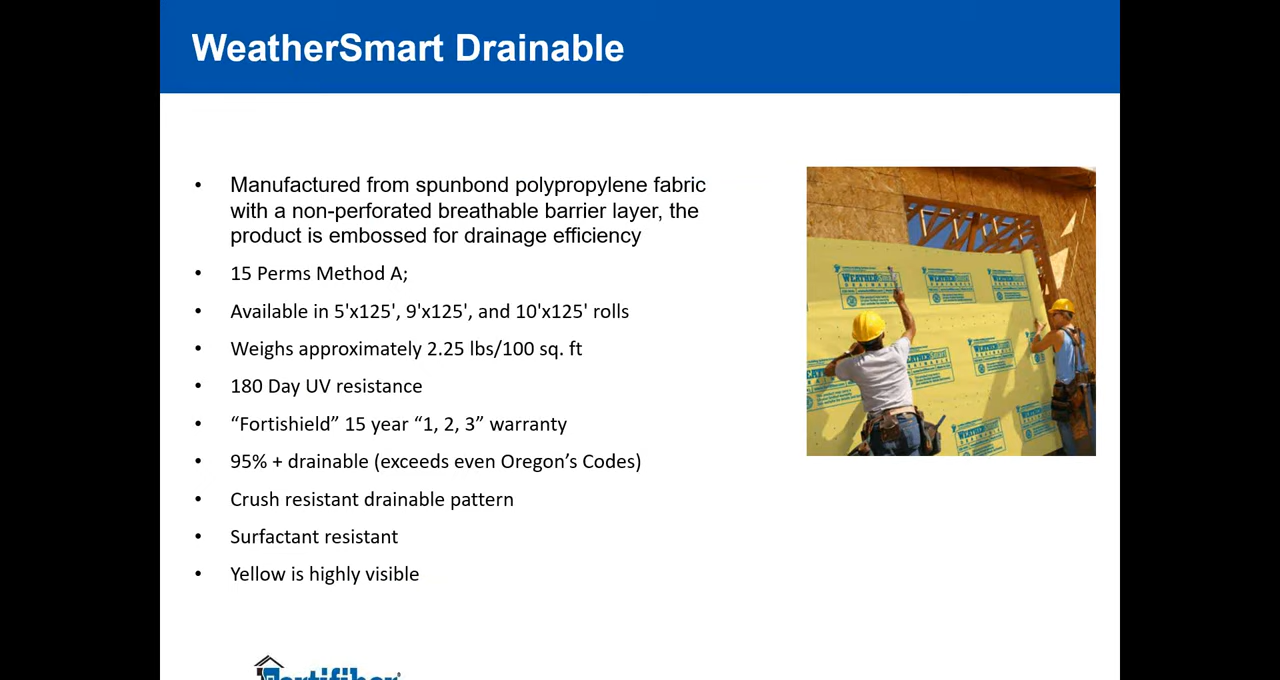 WeatherSmart Drainable
• Manufactured from spunbond polypropylene fabric
with a non-perforated breathable barrier layer, the
product is embossed for drainage efficiency
• 15 Perms Method A;
• Available in 5'x125', 9'x125', and 10'x125' rolls
• Weighs approximately 2.25 lbs/100 sq. ft
• 180 Day UV resistance
• “Fortishield” 15 year “1, 2, 3” warranty
• 95% + drainable (exceeds even Oregon’s Codes)
• Crush resistant drainable pattern
• Surfactant resistant
• Yellow is highly visible
Fortifiber